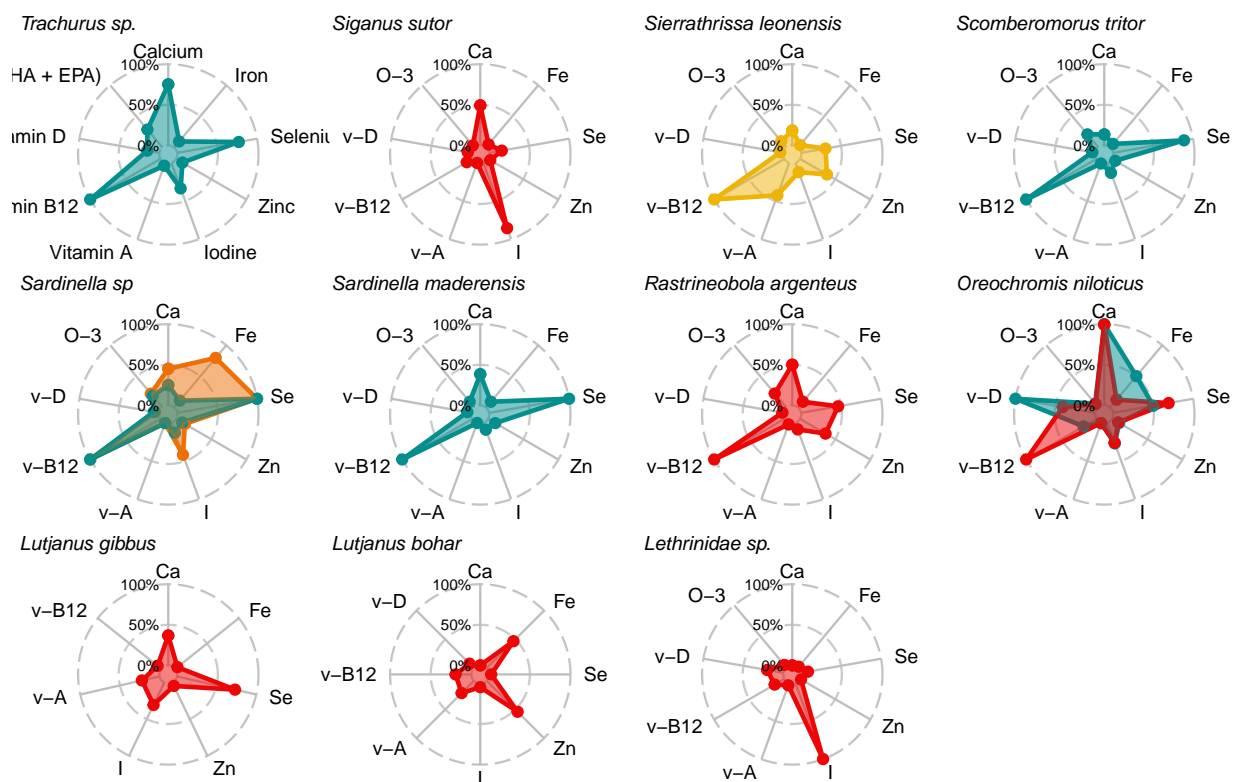 Trachurus sp.
Calcium
HA + EPA)
Iron
100%
50%
0%
amin D
Seleniu
min B12
Zinc
Vitamin A
Iodine
Siganus sutor
Ca
O−3
Fe
100%
50%
0%
v−D
Se
v−B12
Zn
v−A
I
Sierrathrissa leonensis
Ca
O−3
Fe
100%
50%
0%
v−D
Se
v−B12
Zn
v−A
I
Scomberomorus tritor
Ca
O−3
Fe
100%
50%
0%
v−D
Se
v−B12
Zn
v−A
I
Sardinella sp
Ca
O−3
Fe
100%
50%
0%
v−D
Se
v−B12
Zn
v−A
I
Sardinella maderensis
Ca
O−3
Fe
100%
50%
0%
v−D
Se
v−B12
Zn
v−A
I
Rastrineobola argenteus
Ca
O−3
Fe
100%
50%
0%
v−D
Se
v−B12
Zn
v−A
I
Oreochromis niloticus
Ca
O−3
Fe
100%
50%
0%
v−D
Se
v−B12
Zn
v−A
I
Lutjanus gibbus
Ca
v−B12
Fe
100%
50%
0%
v−A
Se
I
Zn
Lutjanus bohar
Ca
v−D
Fe
100%
50%
0%
v−B12
Se
v−A
Zn
I
Lethrinidae sp.
Ca
O−3
Fe
100%
50%
0%
v−D
Se
v−B12
Zn
v−A
I